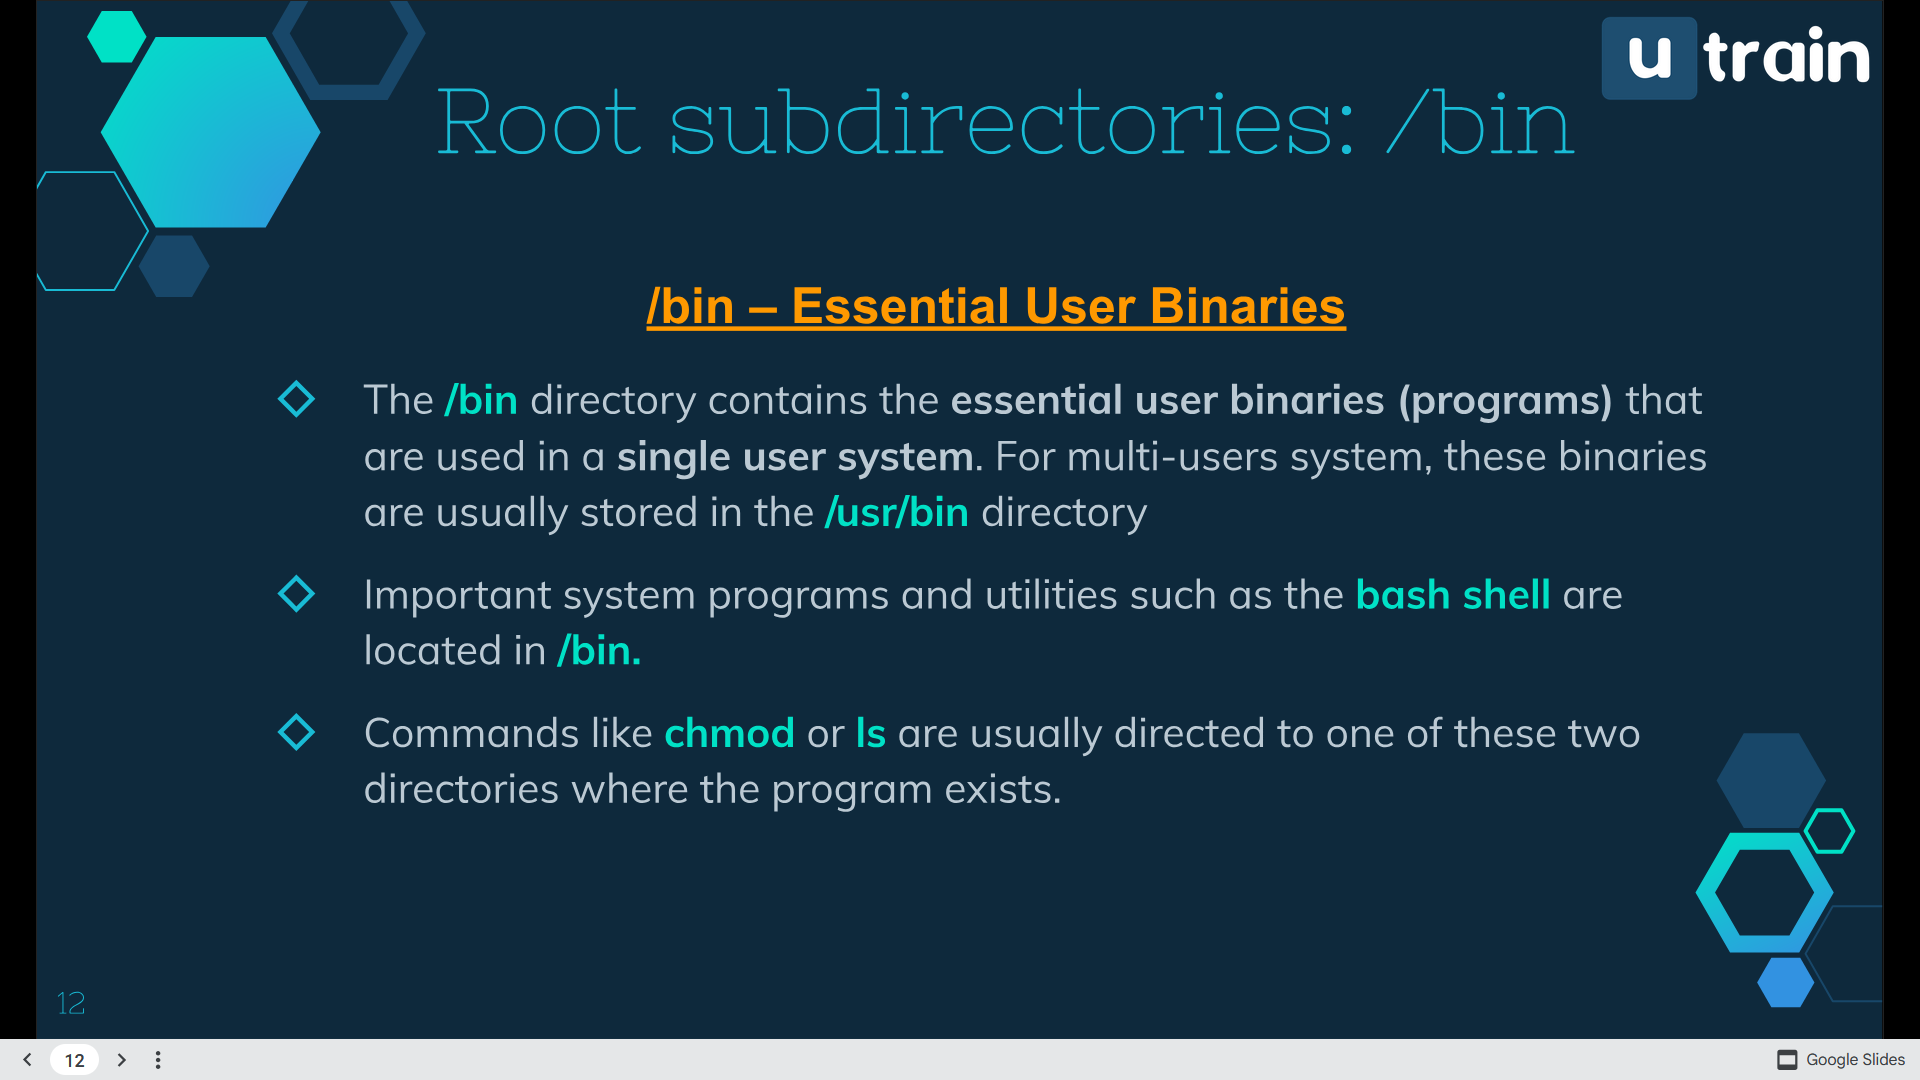 u train
Root subdirectories: /bin
/bin – Essential User Binaries
The /bin directory contains the essential user binaries (programs) that
are used in a single user system. For multi-users system, these binaries
are usually stored in the /usr/bin directory
Important system programs and utilities such as the bash shell are
located in /bin.
Commands like chmod or ls are usually directed to one of these two
directories where the program exists.
12
12
Google Slides